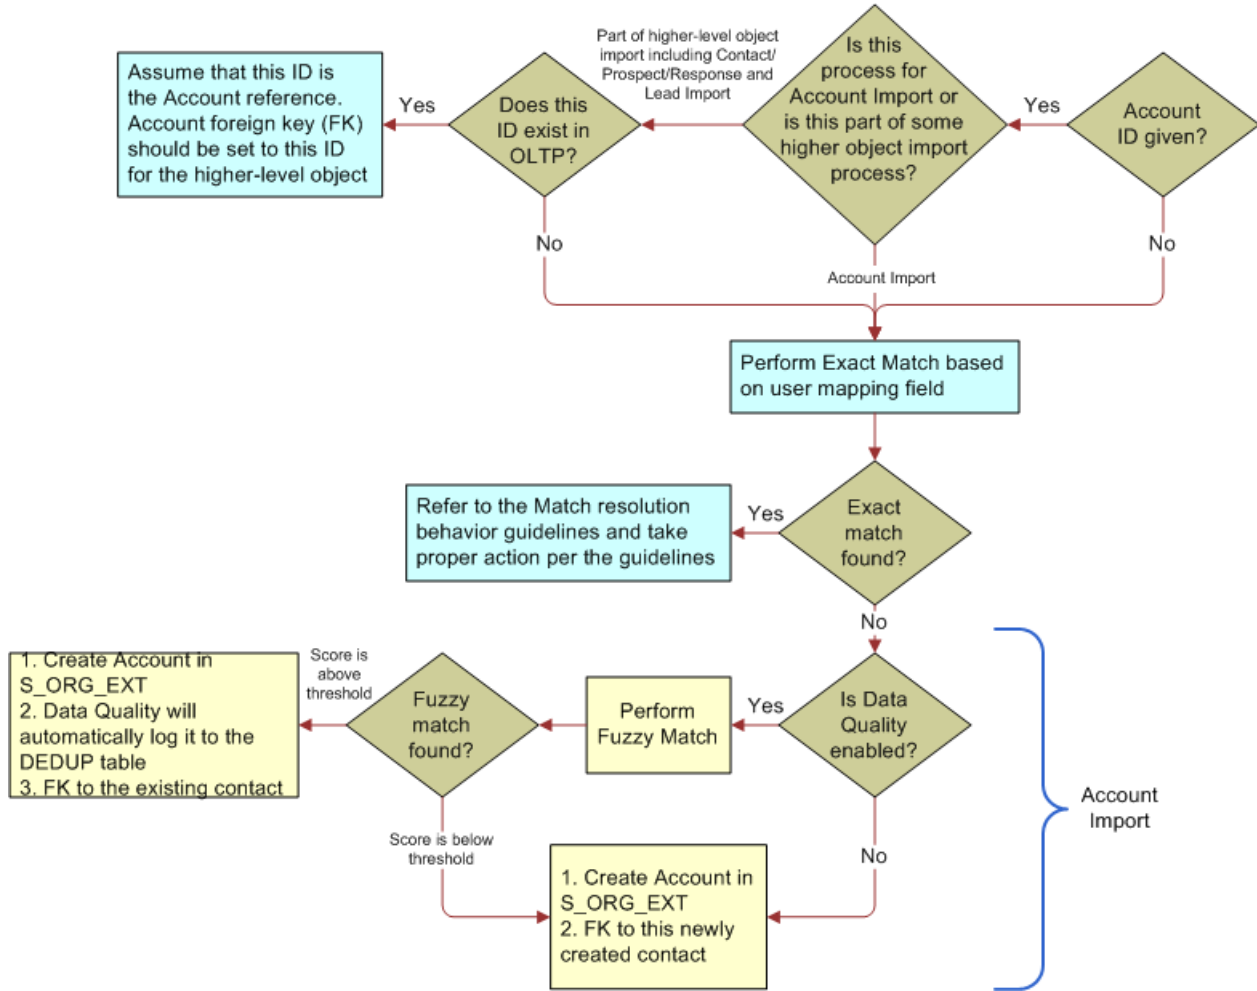 Part of higher-level object
import including Contact/
Prospect/Response and
Lead Import
Is this
process for
Account Import or
is this part of some
higher object import
process?
Assume that this ID is
the Account reference.
Account foreign key (FK)
should be set to this ID
for the higher-level object
Yes
Does this
ID exist in
OLTP?
Yes
Account
ID given?
No
No
Account Import
Perform Exact Match based
on user mapping field
Refer to the Match resolution
behavior guidelines and take
proper action per the guidelines
Yes
Exact
match
found?
No
1. Create Account in
S_ORG_EXT
2. Data Quality will
automatically log it to the
DEDUP table
3. FK to the existing contact
Score is
above
threshold
Fuzzy
match
found?
Perform
Fuzzy Match
Yes
Is Data
Quality
enabled?
Account
Import
Score is below
threshold
No
1. Create Account in
S_ORG_EXT
2. FK to this newly
created contact